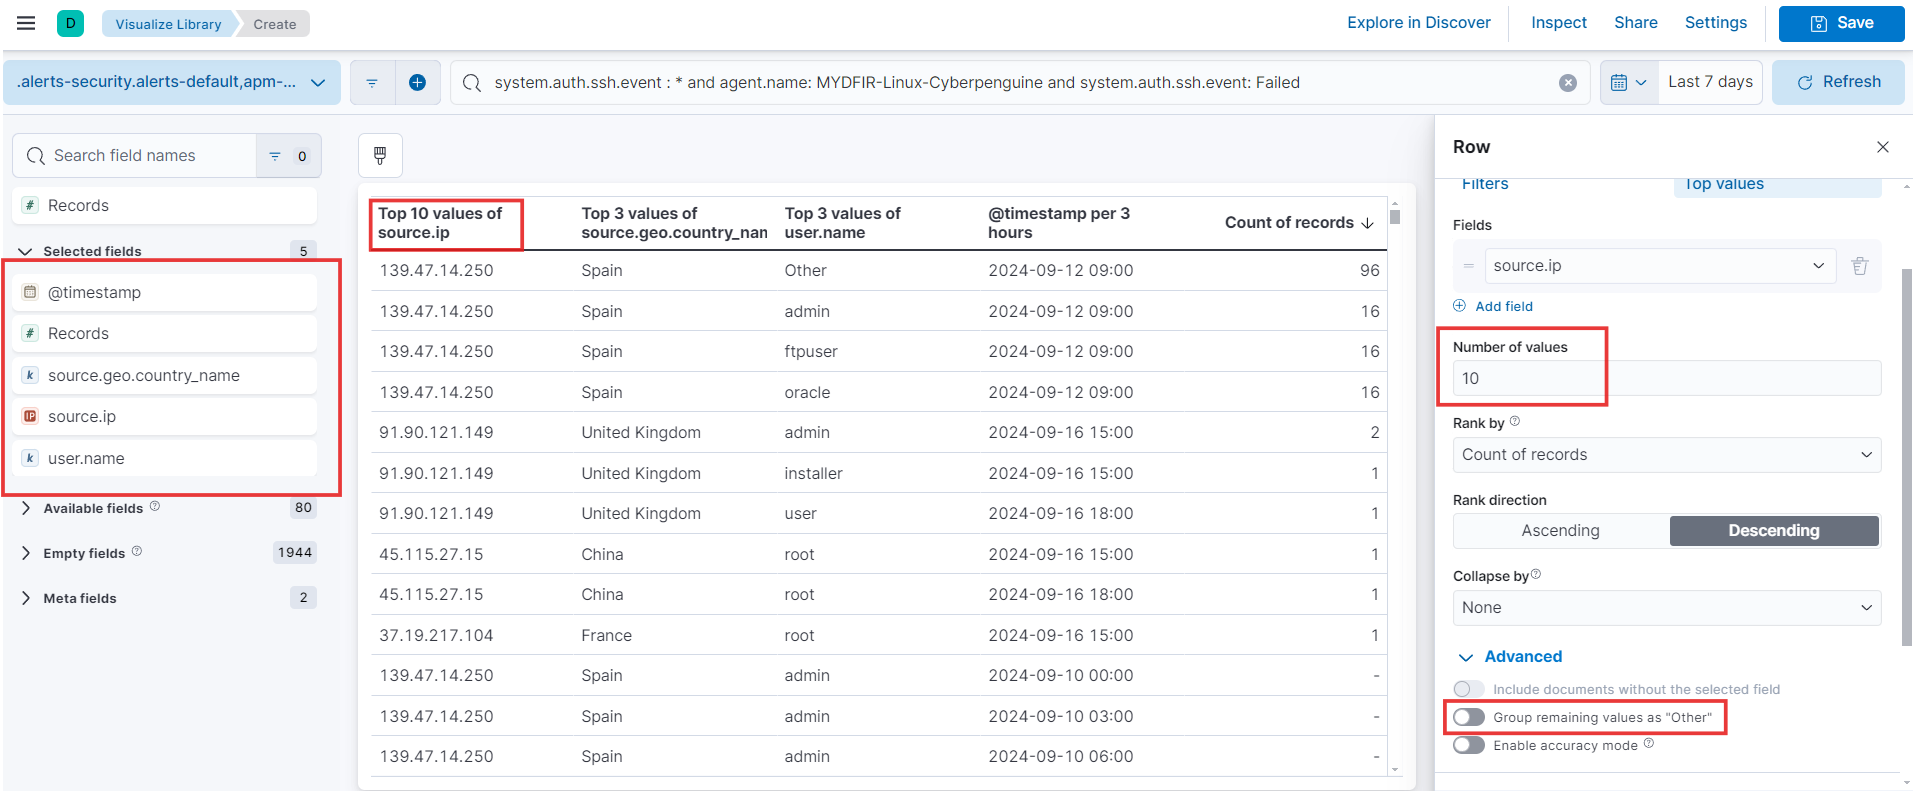 D Visualize Library Create Explore in Discover Inspect Share Settings Save
.alerts-security.alerts-default,apm-... system.auth.ssh.event : * and agent.name: MYDFIR-Linux-Cyberpenguine and system.auth.ssh.event: Failed Last 7 days Refresh
Search field names 0
# Records
Selected fields 5
@timestamp
# Records
k source.geo.country_name
IP source.ip
k user.name
Available fields 80
Empty fields 1944
Meta fields 2
Top 10 values of source.ip
Top 3 values of source.geo.country_nam
Top 3 values of user.name
@timestamp per 3 hours
Count of records
139.47.14.250 Spain Other 2024-09-12 09:00 96
139.47.14.250 Spain admin 2024-09-12 09:00 16
139.47.14.250 Spain ftpuser 2024-09-12 09:00 16
139.47.14.250 Spain oracle 2024-09-12 09:00 16
91.90.121.149 United Kingdom admin 2024-09-16 15:00 2
91.90.121.149 United Kingdom installer 2024-09-16 15:00 1
91.90.121.149 United Kingdom user 2024-09-16 18:00 1
45.115.27.15 China root 2024-09-16 15:00 1
45.115.27.15 China root 2024-09-16 18:00 1
37.19.217.104 France root 2024-09-16 15:00 1
139.47.14.250 Spain admin 2024-09-10 00:00 -
139.47.14.250 Spain admin 2024-09-10 03:00 -
139.47.14.250 Spain admin 2024-09-10 06:00 -
Row
Filters Top values
Fields
source.ip
Add field
Number of values
10
Rank by
Count of records
Rank direction
Ascending Descending
Collapse by
None
Advanced
Include documents without the selected field
Group remaining values as "Other"
Enable accuracy mode